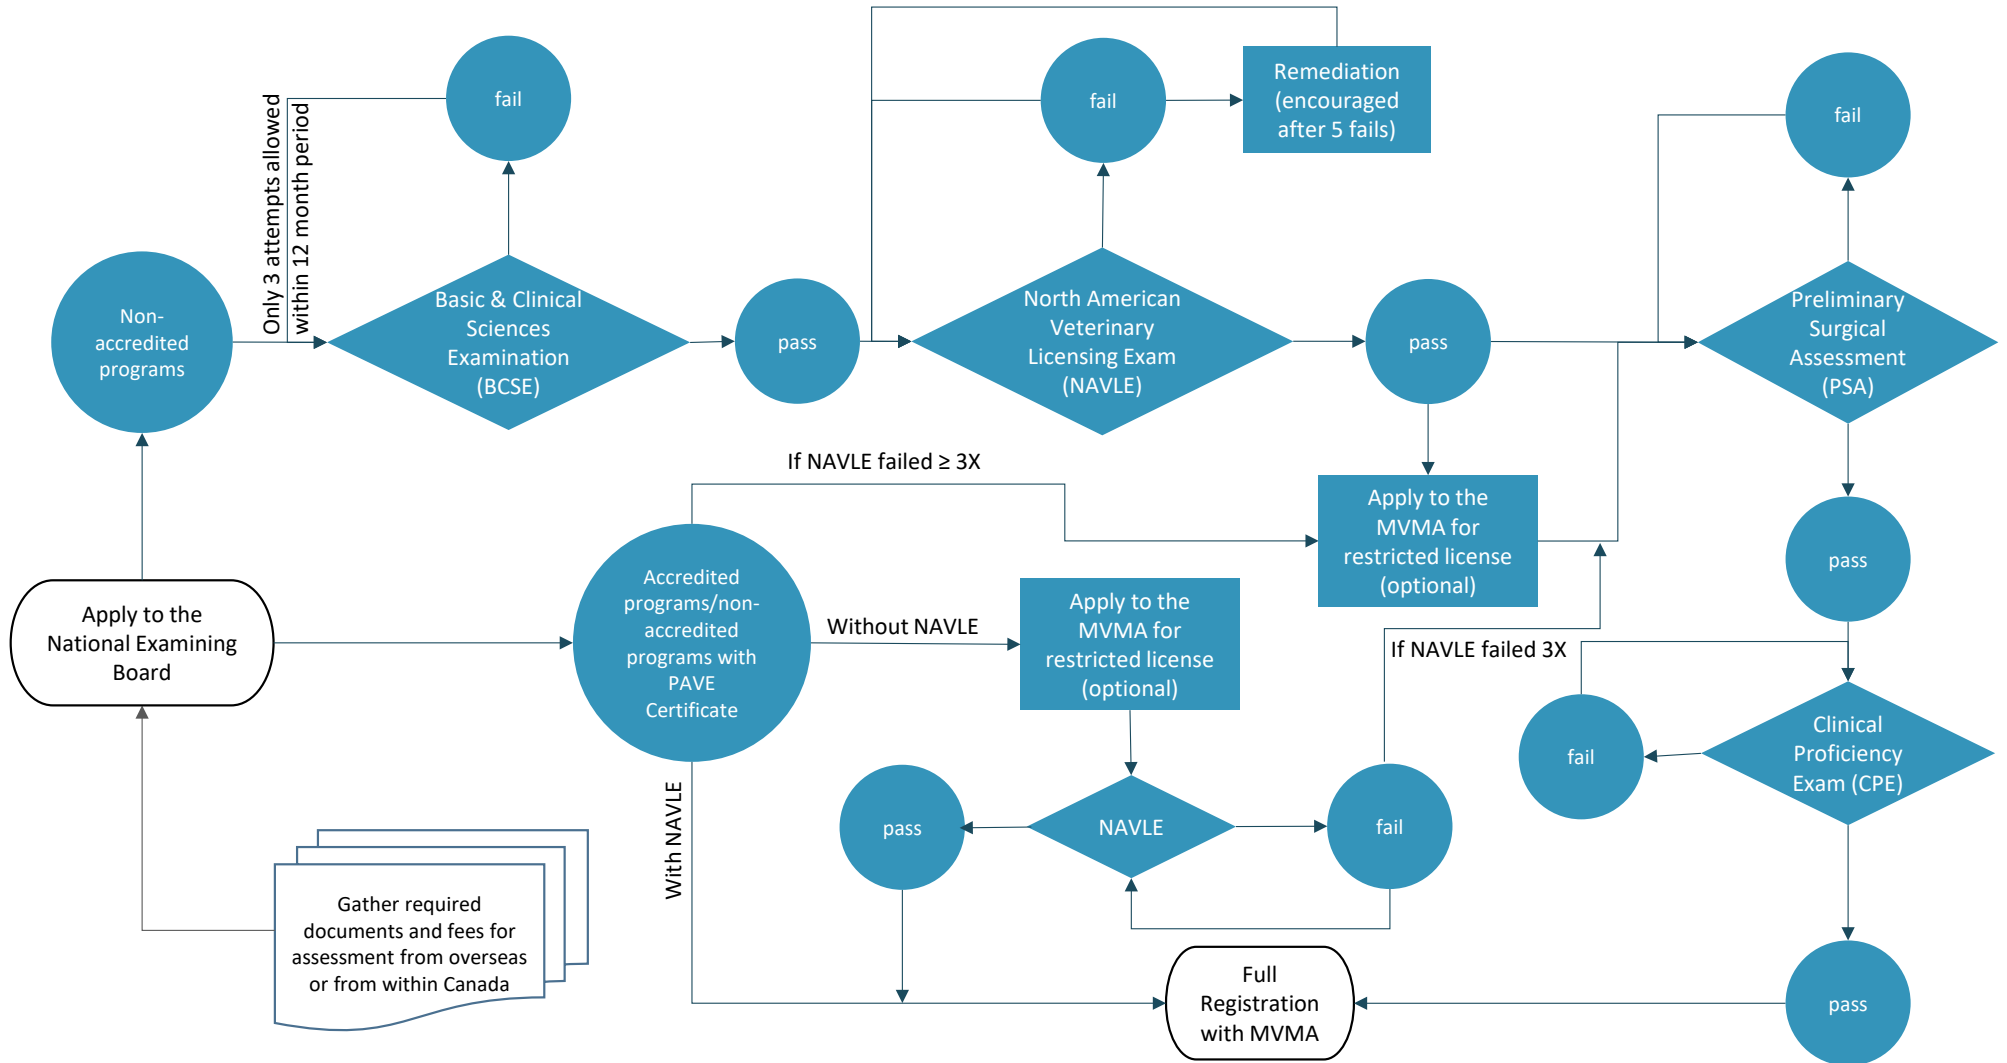 fail
Remediation
(encouraged
after 5 fails)
fail
fail
Only 3 attempts allowed
within 12 month period
Non-
accredited
programs
Basic & Clinical
Sciences
Examination
(BCSE)
pass
North American
Veterinary
Licensing Exam
(NAVLE)
pass
Preliminary
Surgical
Assessment
(PSA)
If NAVLE failed ≥ 3X
Apply to the
MVMA for
restricted license
(optional)
pass
Apply to the
National Examining
Board
Accredited
programs/non-
accredited
programs with
PAVE
Certificate
Without NAVLE
Apply to the
MVMA for
restricted license
(optional)
If NAVLE failed 3X
fail
Clinical
Proficiency
Exam (CPE)
With NAVLE
pass
NAVLE
fail
Gather required
documents and fees for
assessment from overseas
or from within Canada
Full
Registration
with MVMA
pass